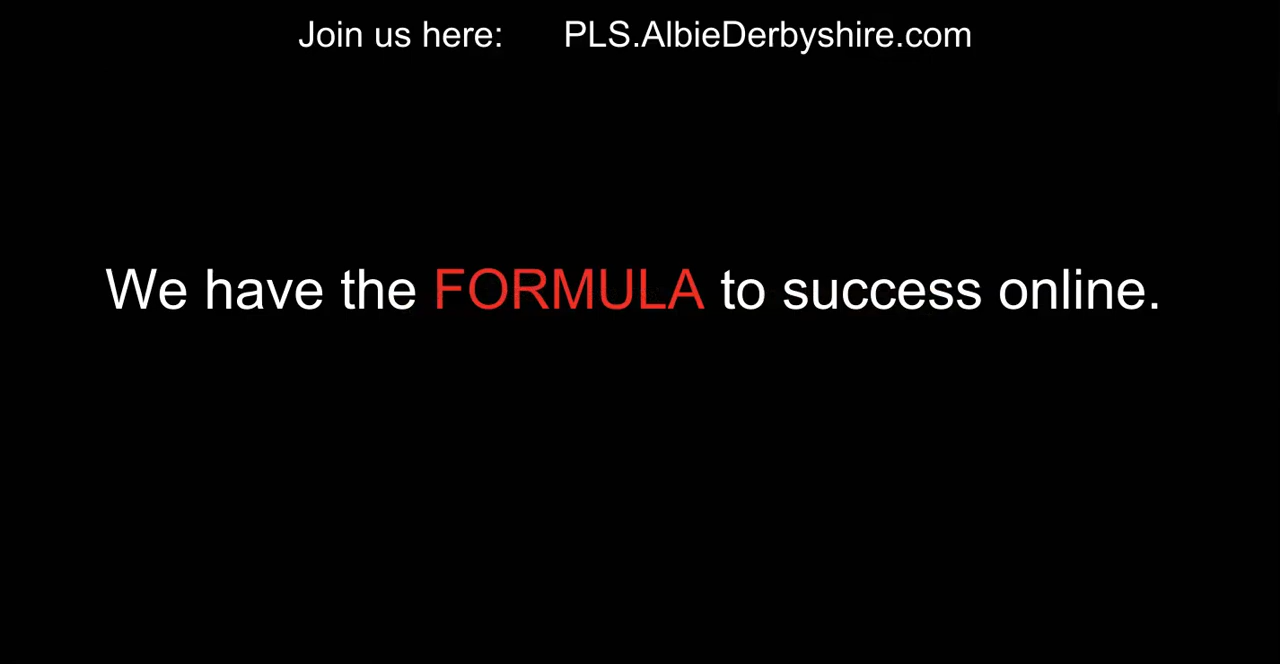 Join us here: PLS.AlbieDerbyshire.com
We have the FORMULA to success online.